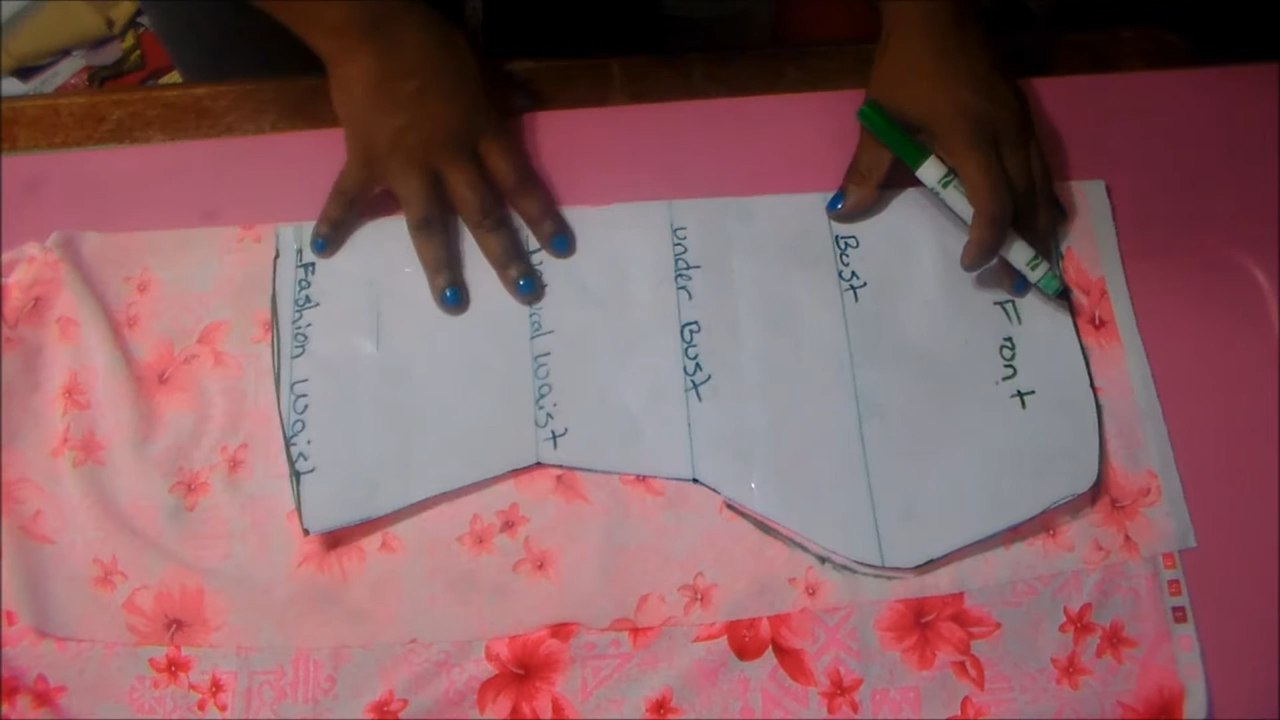 Fashion waist
waist
under Bust
Bust
Front